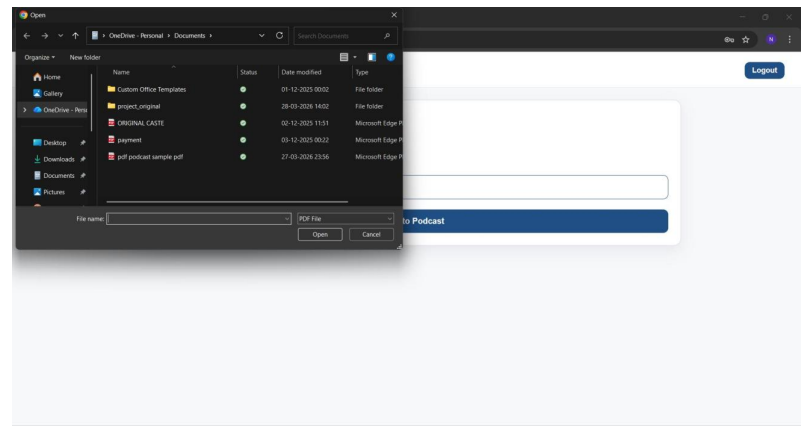 Open
OneDrive - Personal › Documents ›
Search Documents
Organize
New folder
Home
Gallery
OneDrive - Pers
Desktop
Downloads
Documents
Pictures
Name Status Date modified Type
Custom Office Templates 01-12-2025 00:02 File folder
project_original 28-03-2026 14:02 File folder
ORIGINAL CASTE 02-12-2025 11:51 Microsoft Edge P
payment 03-12-2025 00:22 Microsoft Edge P
pdf podcast sample pdf 27-03-2026 23:56 Microsoft Edge P
File name: PDF File
Open Cancel
N
Logout
to Podcast